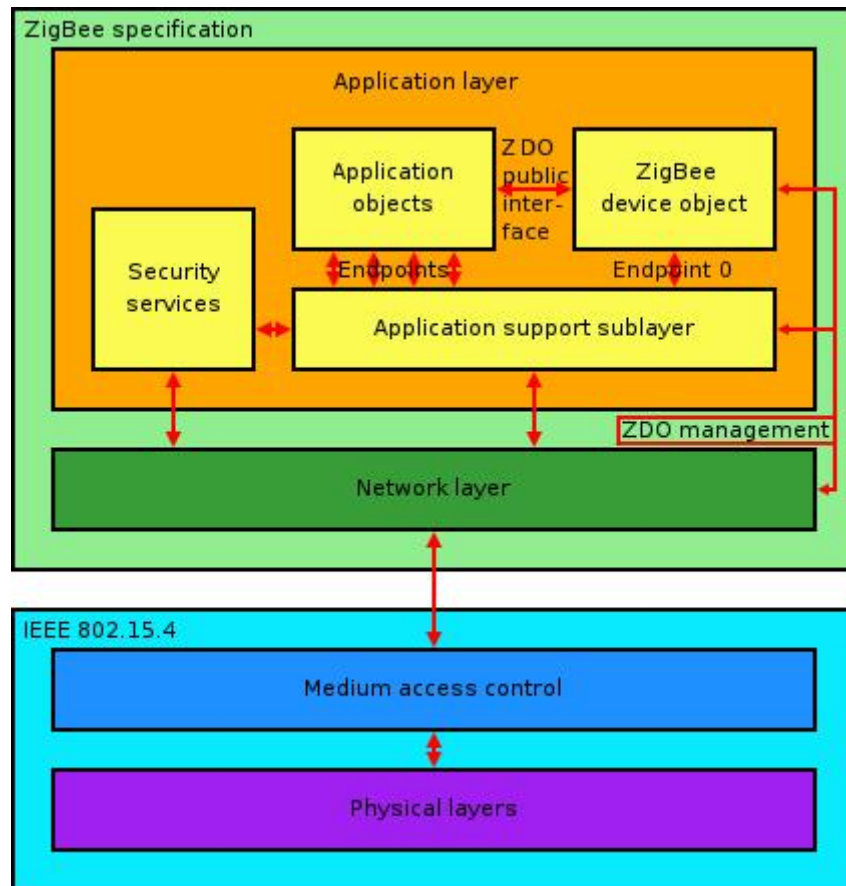 ZigBee specification
Application layer
Application
objects
ZDO
public
inter-
face
ZigBee
device object
Security
services
Endpoints
Endpoint 0
Application support sublayer
ZDO management
Network layer
IEEE 802.15.4
Medium access control
Physical layers